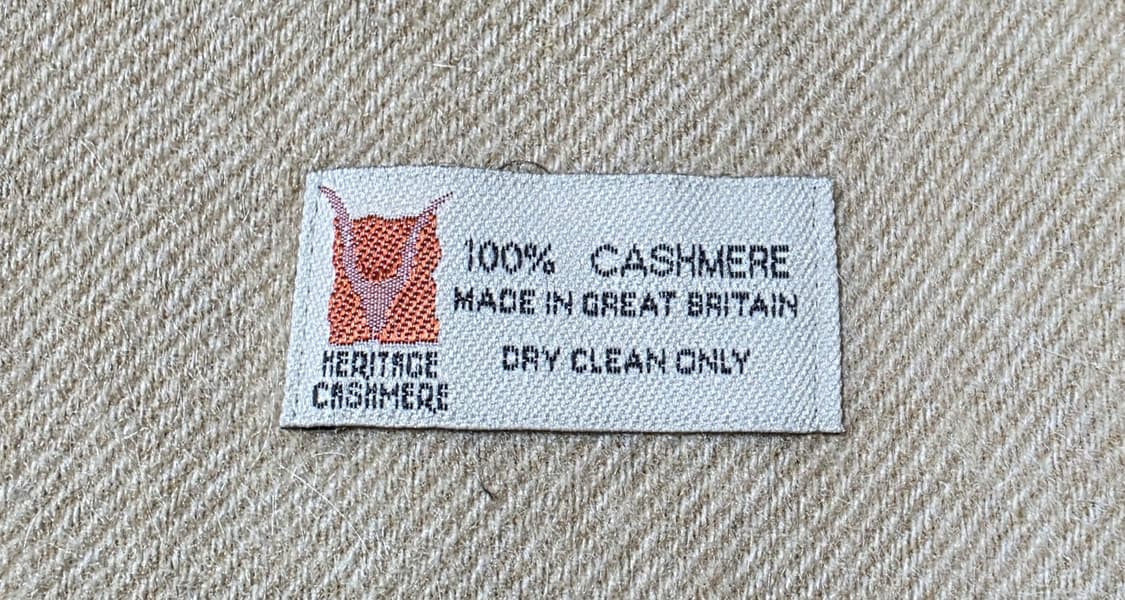 100% CASHMERE
MADE IN GREAT BRITAIN
DRY CLEAN ONLY
HERITAGE
CASHMERE